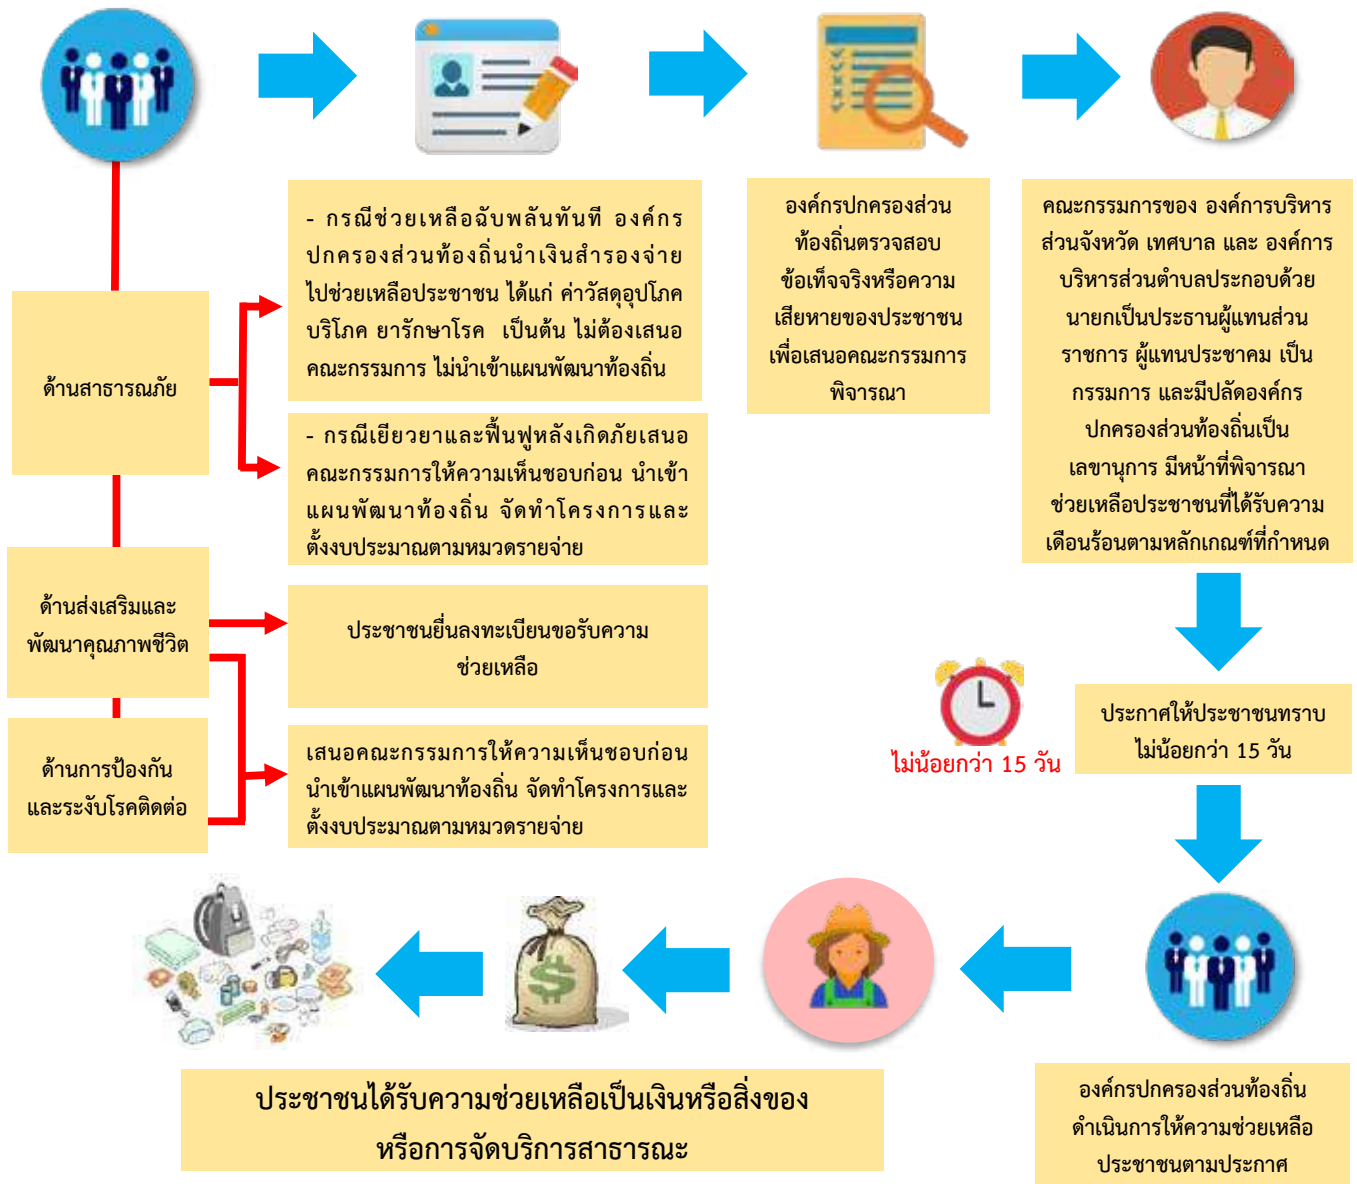 ด้านสาธารณภัย
- กรณีช่วยเหลือฉับพลันทันที องค์กร
ปกครองส่วนท้องถิ่นนำเงินสำรองจ่าย
ไปช่วยเหลือประชาชน ได้แก่ ค่าวัสดุอุปโภค
บริโภค ยารักษาโรค เป็นต้น ไม่ต้องเสนอ
คณะกรรมการ ไม่นำเข้าแผนพัฒนาท้องถิ่น
- กรณีเยียวยาและฟื้นฟูหลังเกิดภัยเสนอ
คณะกรรมการให้ความเห็นชอบก่อน นำเข้า
แผนพัฒนาท้องถิ่น จัดทำโครงการและ
ตั้งงบประมาณตามหมวดรายจ่าย
ด้านส่งเสริมและ
พัฒนาคุณภาพชีวิต
ประชาชนยื่นลงทะเบียนขอรับความ
ช่วยเหลือ
ด้านการป้องกัน
และระงับโรคติดต่อ
เสนอคณะกรรมการให้ความเห็นชอบก่อน
นำเข้าแผนพัฒนาท้องถิ่น จัดทำโครงการและ
ตั้งงบประมาณตามหมวดรายจ่าย
องค์กรปกครองส่วน
ท้องถิ่นตรวจสอบ
ข้อเท็จจริงหรือความ
เสียหายของประชาชน
เพื่อเสนอคณะกรรมการ
พิจารณา
คณะกรรมการของ องค์การบริหาร
ส่วนจังหวัด เทศบาล และ องค์การ
บริหารส่วนตำบลประกอบด้วย
นายกเป็นประธานผู้แทนส่วน
ราชการ ผู้แทนประชาคม เป็น
กรรมการ และมีปลัดองค์กร
ปกครองส่วนท้องถิ่นเป็น
เลขานุการ มีหน้าที่พิจารณา
ช่วยเหลือประชาชนที่ได้รับความ
เดือนร้อนตามหลักเกณฑ์ที่กำหนด
ไม่น้อยกว่า 15 วัน
ประกาศให้ประชาชนทราบ
ไม่น้อยกว่า 15 วัน
องค์กรปกครองส่วนท้องถิ่น
ดำเนินการให้ความช่วยเหลือ
ประชาชนตามประกาศ
$
ประชาชนได้รับความช่วยเหลือเป็นเงินหรือสิ่งของ
หรือการจัดบริการสาธารณะ